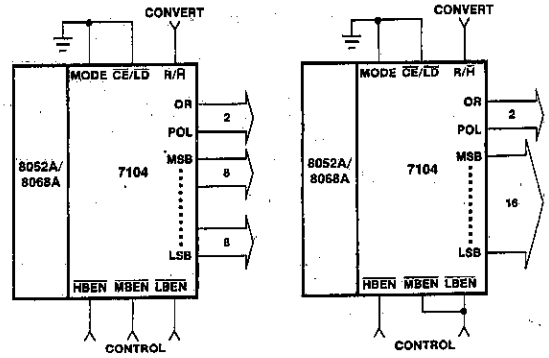 CONVERT
MODE CE/LD R/H
OR
2
POL
8052A/
8068A
7104
MSB
8
8
LSB
HBEN MBEN LBEN
CONTROL
CONVERT
MODE CE/LD R/H
OR
2
POL
8052A/
8068A
7104
MSB
16
LSB
HBEN MBEN LBEN
CONTROL